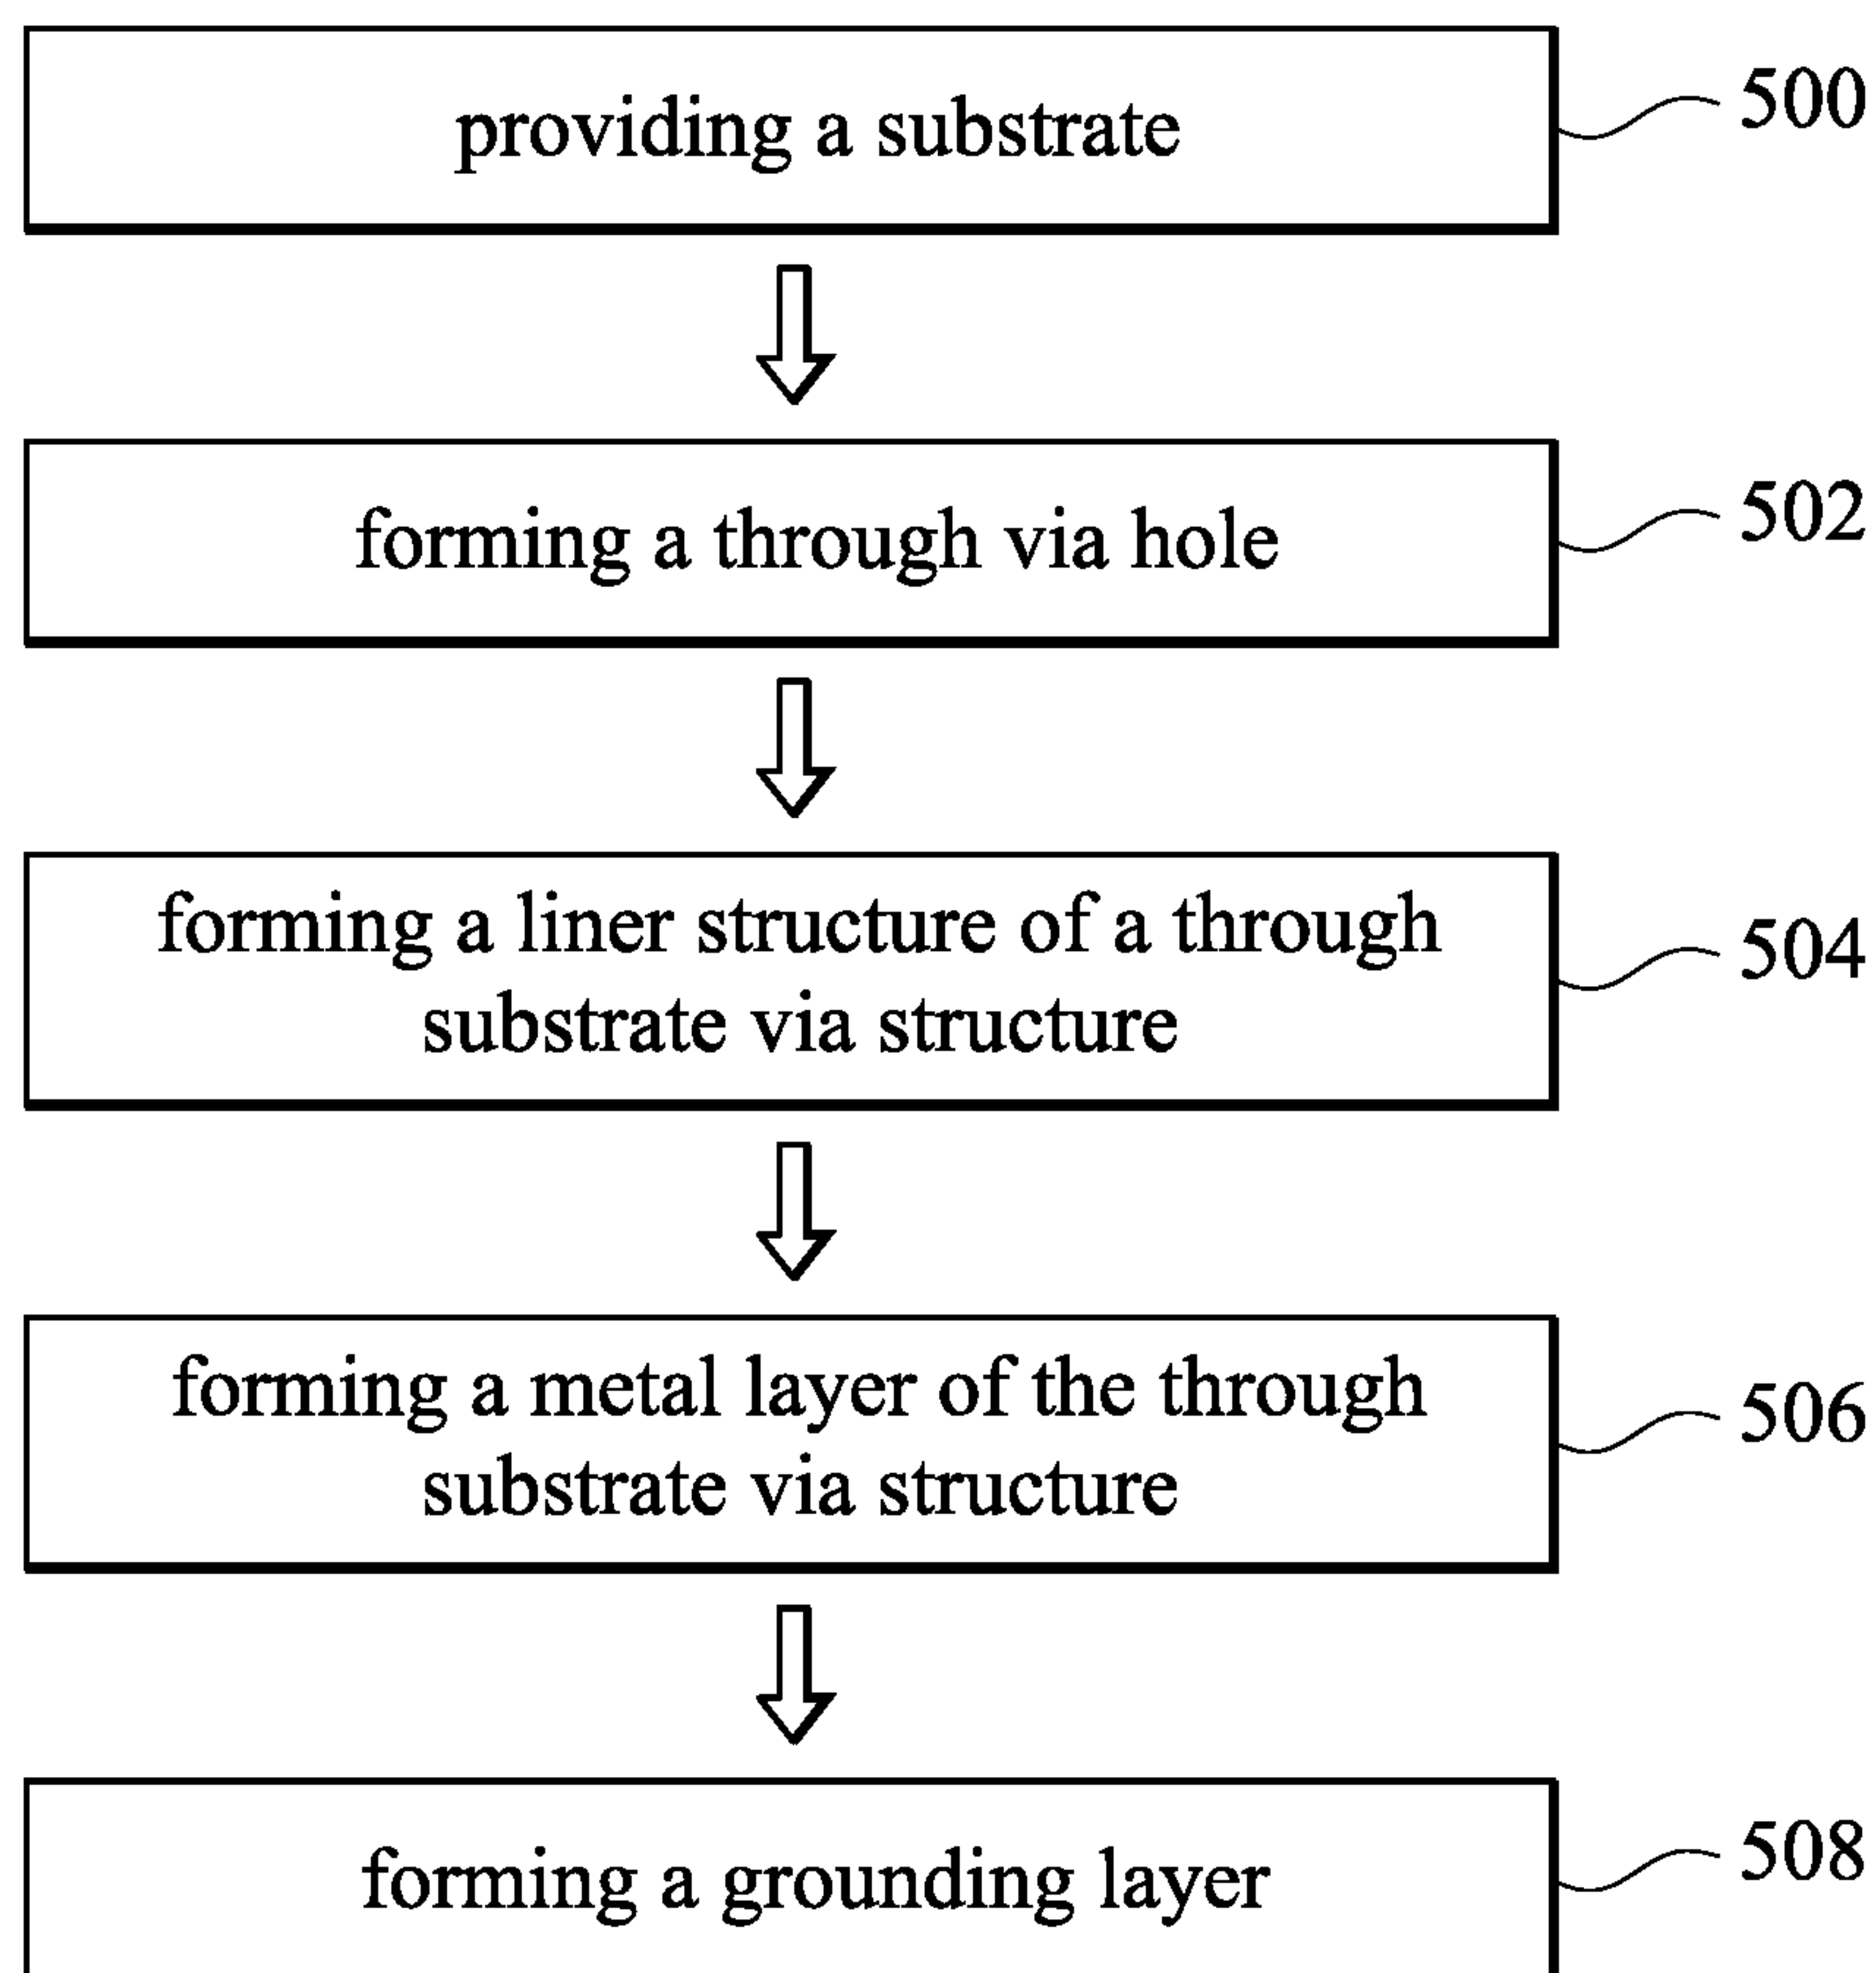 providing a substrate
500
forming a through via hole
502
forming a liner structure of a through
substrate via structure
504
forming a metal layer of the through
substrate via structure
506
forming a grounding layer
508